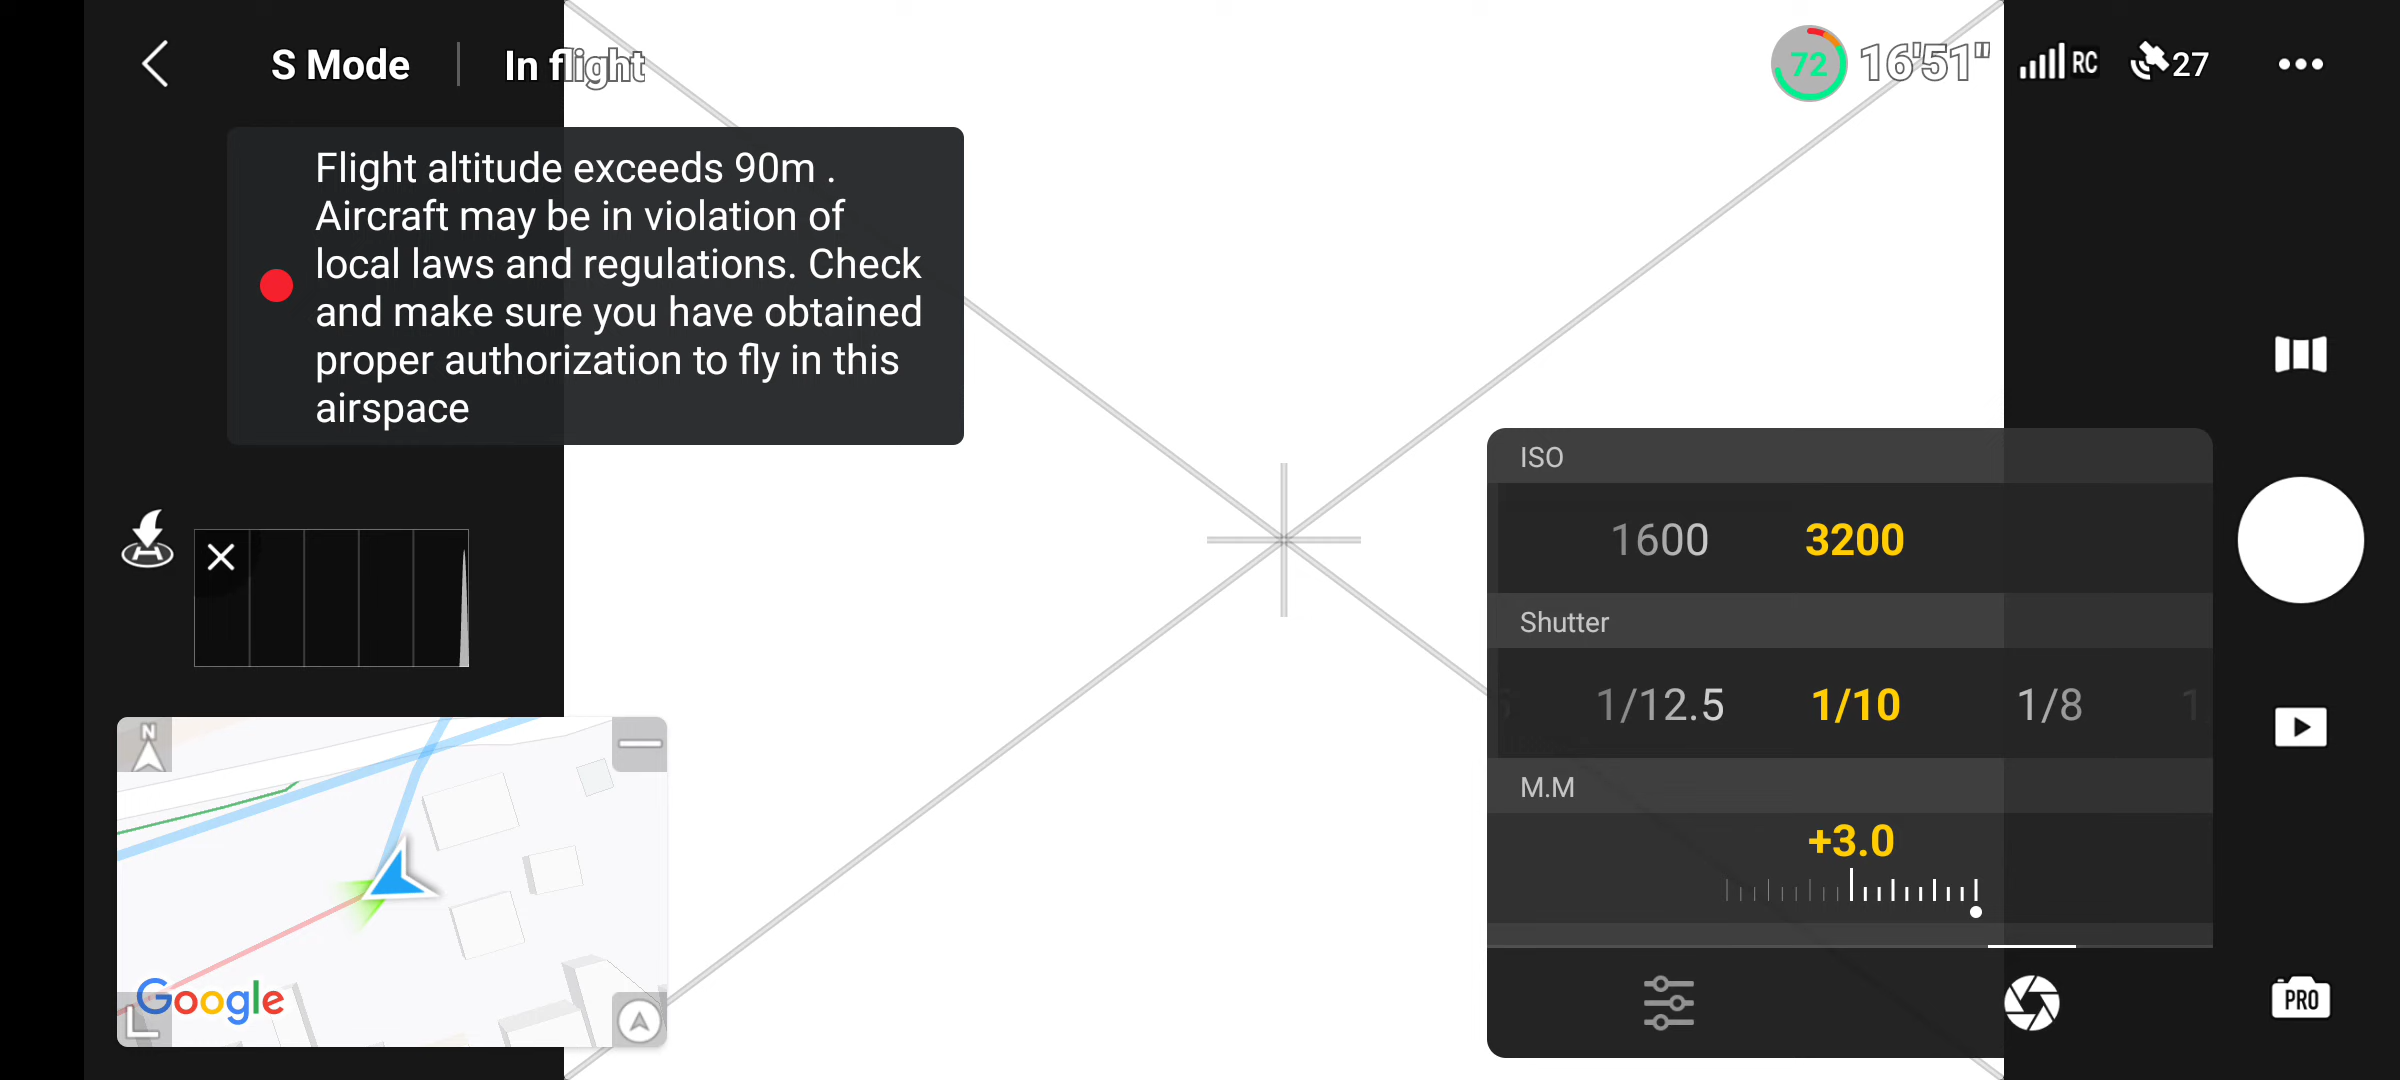 S Mode
In flight
72
16'51"
RC
27
Flight altitude exceeds 90m .
Aircraft may be in violation of
local laws and regulations. Check
and make sure you have obtained
proper authorization to fly in this
airspace
ISO
1600 3200
Shutter
1/12.5 1/10 1/8
M.M
+3.0
N
Google
PRO